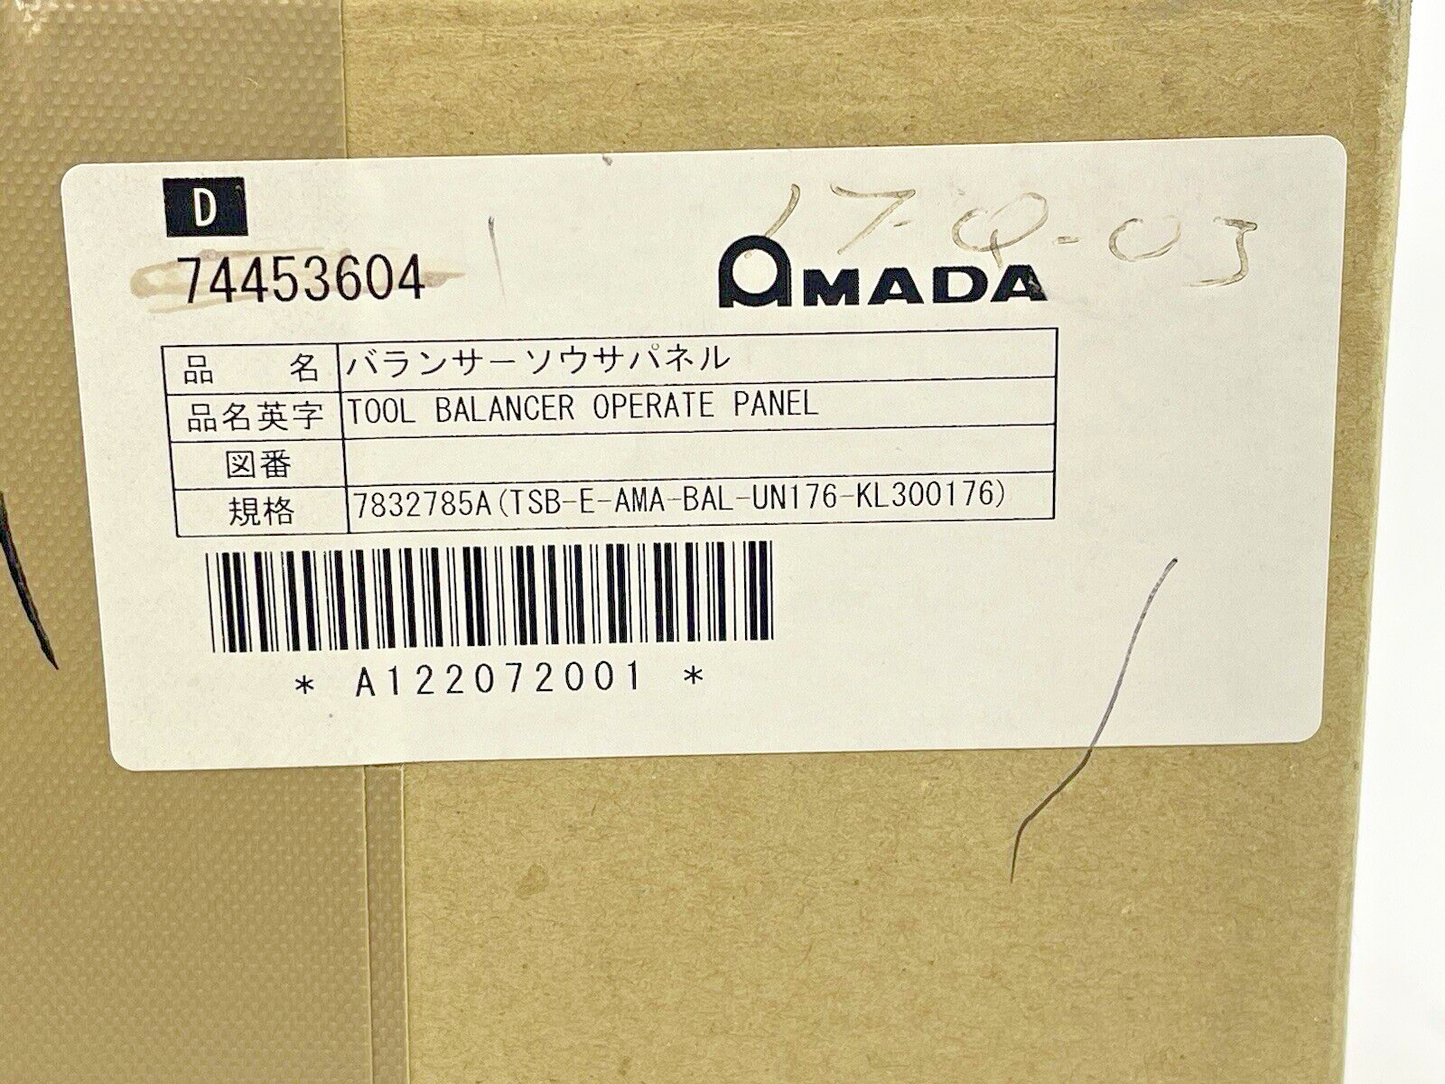 D
17-Q-03
74453604
AMADA
品 名 バランサーソウサパネル
品名英字 TOOL BALANCER OPERATE PANEL
図番
規格 7832785A(TSB-E-AMA-BAL-UN176-KL300176)
* A122072001 *